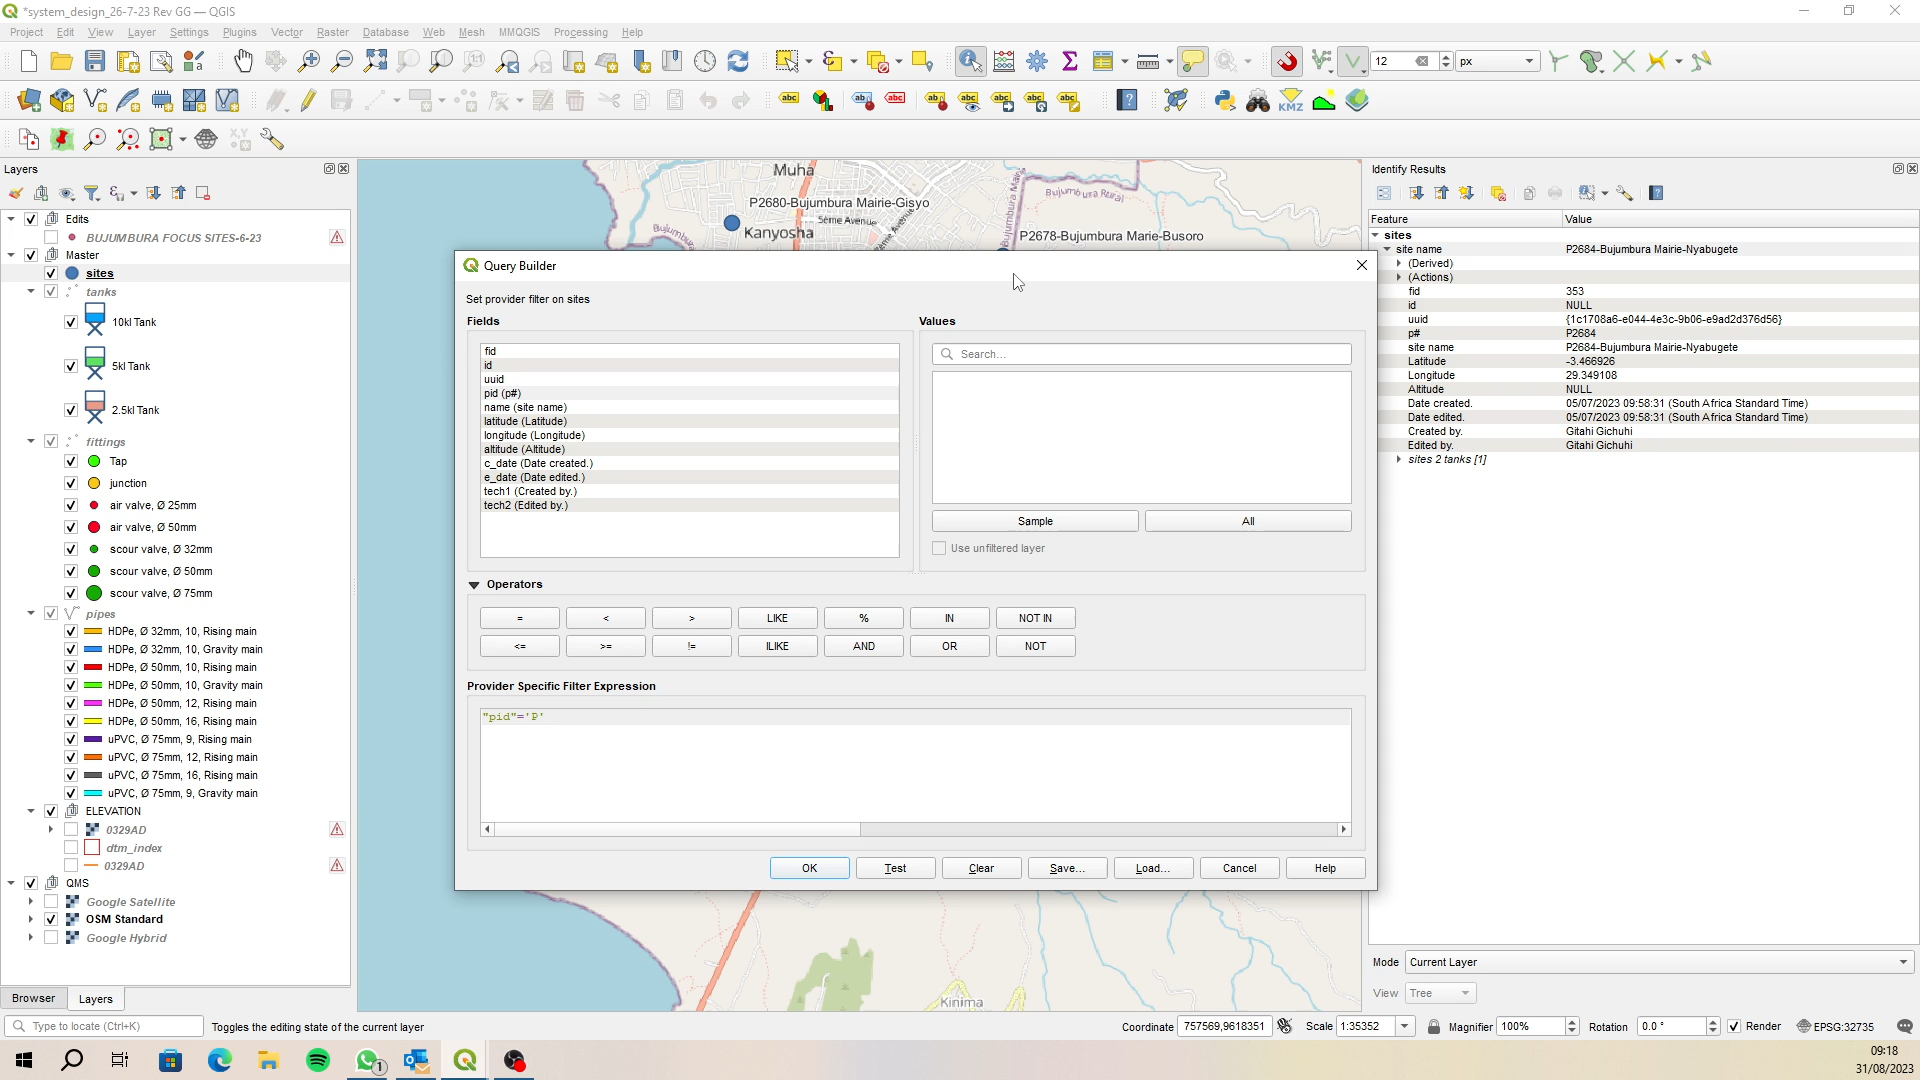 *system_design_26-7-23 Rev GG — QGIS
Project Edit View Layer Settings Plugins Vector Raster Database Web Mesh MMQGIS Processing Help
12 px
Layers
Edits
BUJUMBURA FOCUS SITES-6-23
Master
sites
tanks
10kl Tank
5kl Tank
2.5kl Tank
fittings
Tap
junction
air valve, Ø 25mm
air valve, Ø 50mm
scour valve, Ø 32mm
scour valve, Ø 50mm
scour valve, Ø 75mm
pipes
HDPe, Ø 32mm, 10, Rising main
HDPe, Ø 32mm, 10, Gravity main
HDPe, Ø 50mm, 10, Rising main
HDPe, Ø 50mm, 10, Gravity main
HDPe, Ø 50mm, 12, Rising main
HDPe, Ø 50mm, 16, Rising main
uPVC, Ø 75mm, 9, Rising main
uPVC, Ø 75mm, 12, Rising main
uPVC, Ø 75mm, 16, Rising main
uPVC, Ø 75mm, 9, Gravity main
ELEVATION
0329AD
dtm_index
0329AD
QMS
Google Satellite
OSM Standard
Google Hybrid
Browser Layers
Muha
P2680-Bujumbura Mairie-Gisyo
5ème Avenue
Kanyosha
Bujumbura Rural
P2678-Bujumbura Marie-Busoro
Kinima
Query Builder
Set provider filter on sites
Fields
fid
id
uuid
pid (p#)
name (site name)
latitude (Latitude)
longitude (Longitude)
altitude (Altitude)
c_date (Date created.)
e_date (Date edited.)
tech1 (Created by.)
tech2 (Edited by.)
Values
Search...
Sample All
Use unfiltered layer
Operators
= < > LIKE % IN NOT IN
<= >= != ILIKE AND OR NOT
Provider Specific Filter Expression
"pid"='P'
OK Test Clear Save... Load... Cancel Help
Identify Results
Feature Value
sites
site name P2684-Bujumbura Mairie-Nyabugete
(Derived)
(Actions)
fid 353
id NULL
uuid {1c1708a6-e044-4e3c-9b06-e9ad2d376d56}
p# P2684
site name P2684-Bujumbura Mairie-Nyabugete
Latitude -3.466926
Longitude 29.349108
Altitude NULL
Date created. 05/07/2023 09:58:31 (South Africa Standard Time)
Date edited. 05/07/2023 09:58:31 (South Africa Standard Time)
Created by. Gitahi Gichuhi
Edited by. Gitahi Gichuhi
sites 2 tanks [1]
Mode Current Layer
View Tree
Type to locate (Ctrl+K) Toggles the editing state of the current layer Coordinate 757569,9618351 Scale 1:35352 Magnifier 100% Rotation 0.0 ° Render EPSG:32735
09:18
31/08/2023